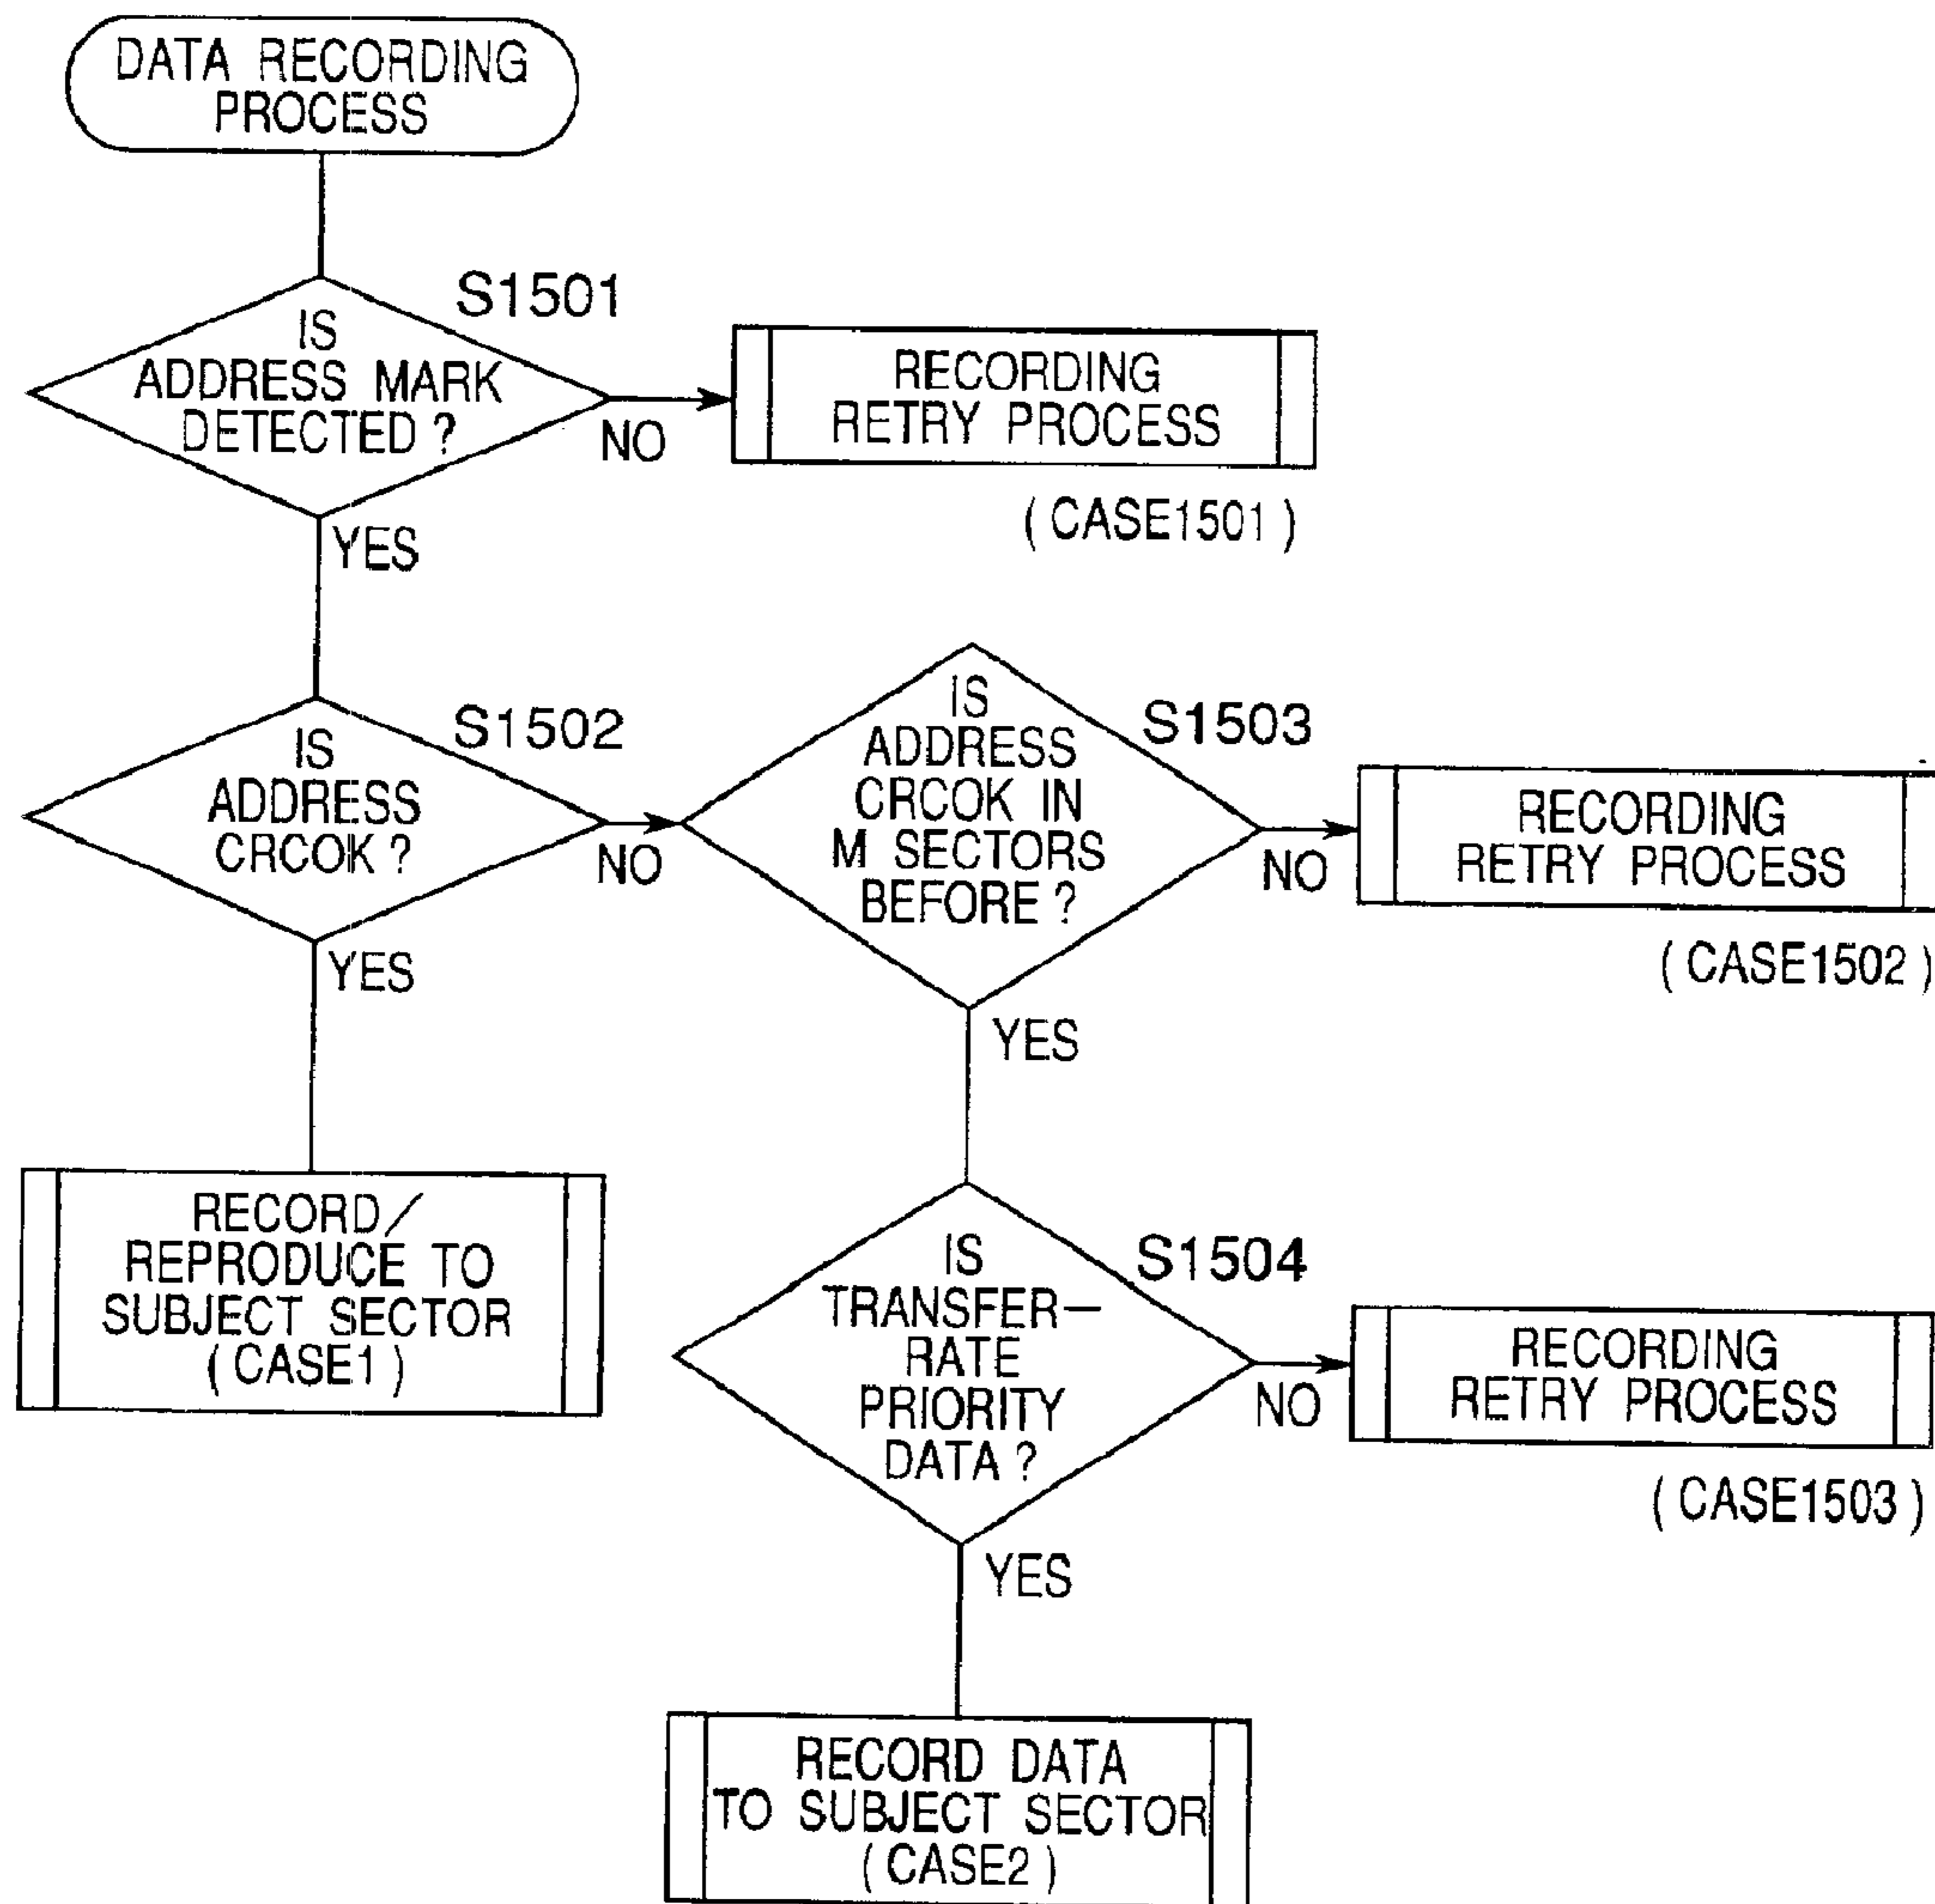 DATA RECORDING
PROCESS
S1501
IS
ADDRESS MARK
DETECTED ?
NO
RECORDING
RETRY PROCESS
( CASE1501 )
YES
S1502
IS
ADDRESS
CRCOK ?
NO
S1503
IS
ADDRESS
CRCOK IN
M SECTORS
BEFORE ?
NO
RECORDING
RETRY PROCESS
( CASE1502 )
YES
YES
RECORD/
REPRODUCE TO
SUBJECT SECTOR
( CASE1 )
S1504
IS
TRANSFER-
RATE
PRIORITY
DATA ?
NO
RECORDING
RETRY PROCESS
( CASE1503 )
YES
RECORD DATA
TO SUBJECT SECTOR
( CASE2 )